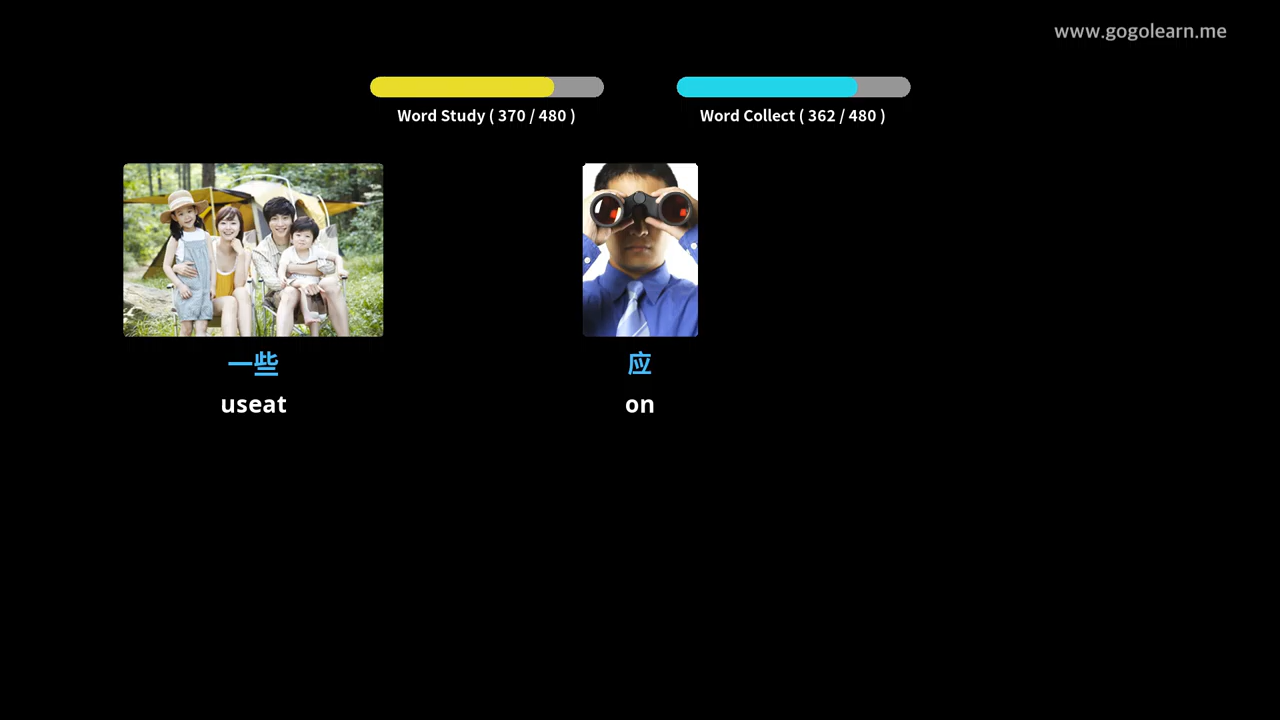 www.gogolearn.me
Word Study ( 370 / 480 )
Word Collect ( 362 / 480 )
一些
useat
应
on